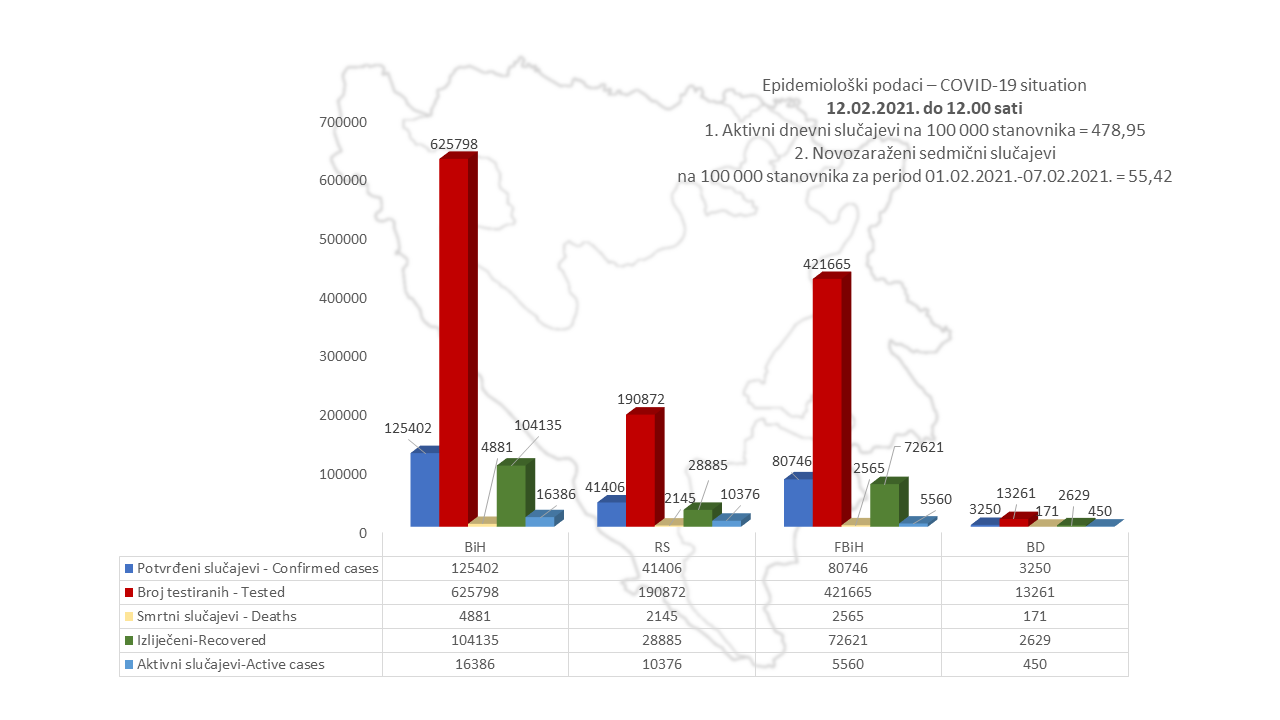 Epidemiološki podaci – COVID-19 situation
12.02.2021. do 12.00 sati
1. Aktivni dnevni slučajevi na 100 000 stanovnika = 478,95
2. Novozaraženi sedmični slučajevi
na 100 000 stanovnika za period 01.02.2021.-07.02.2021. = 55,42
700000
600000
500000
400000
300000
200000
100000
0
125402
625798
4881
104135
16386
41406
190872
2145
28885
10376
80746
421665
2565
72621
5560
3250
13261
171
2629
450
BiH RS FBiH BD
Potvrđeni slučajevi - Confirmed cases 125402 41406 80746 3250
Broj testiranih - Tested 625798 190872 421665 13261
Smrtni slučajevi - Deaths 4881 2145 2565 171
Izliječeni-Recovered 104135 28885 72621 2629
Aktivni slučajevi-Active cases 16386 10376 5560 450